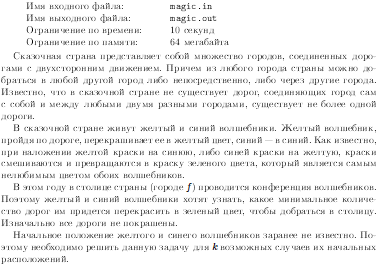 Имя входного файла: magic.in
Имя выходного файла: magic.out
Ограничение по времени: 10 секунд
Ограничение по памяти: 64 мегабайта
Сказочная страна представляет собой множество городов, соединенных доро-
гами с двухсторонним движением. Причем из любого города страны можно до-
браться в любой другой город либо непосредственно, либо через другие города.
Известно, что в сказочной стране не существует дорог, соединяющих город сам
с собой и между любыми двумя разными городами, существует не более одной
дороги.
В сказочной стране живут желтый и синий волшебники. Желтый волшебник,
пройдя по дороге, перекрашивает ее в желтый цвет, синий — в синий. Как известно,
при наложении желтой краски на синюю, либо синей краски на желтую, краски
смешиваются и превращаются в краску зеленого цвета, который является самым
нелюбимым цветом обоих волшебников.
В этом году в столице страны (городе f) проводится конференция волшебников.
Поэтому желтый и синий волшебники хотят узнать, какое минимальное количе-
ство дорог им придется перекрасить в зеленый цвет, чтобы добраться в столицу.
Изначально все дороги не покрашены.
Начальное положение желтого и синего волшебников заранее не известно. По-
этому необходимо решить данную задачу для k возможных случаев их начальных
расположений.